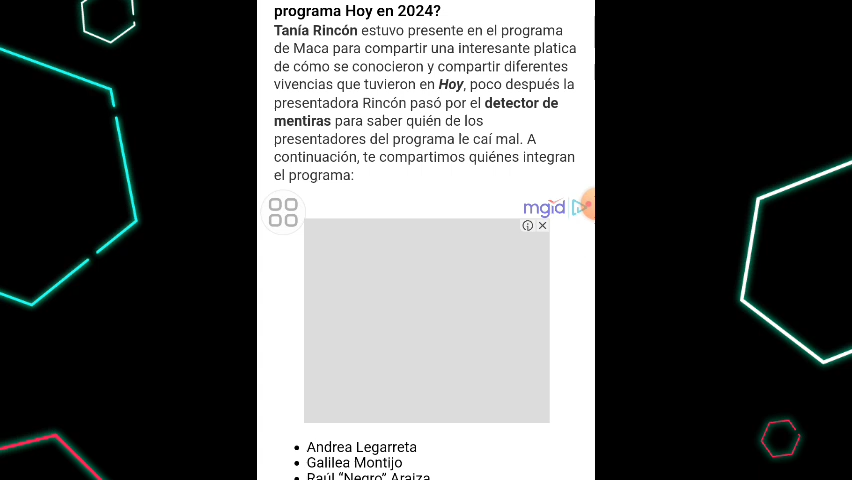 programa Hoy en 2024?
Tanía Rincón estuvo presente en el programa
de Maca para compartir una interesante platica
de cómo se conocieron y compartir diferentes
vivencias que tuvieron en Hoy, poco después la
presentadora Rincón pasó por el detector de
mentiras para saber quién de los
presentadores del programa le caí mal. A
continuación, te compartimos quiénes integran
el programa:
mgid
• Andrea Legarreta
• Galilea Montijo
• Raúl “Negro” Araiza